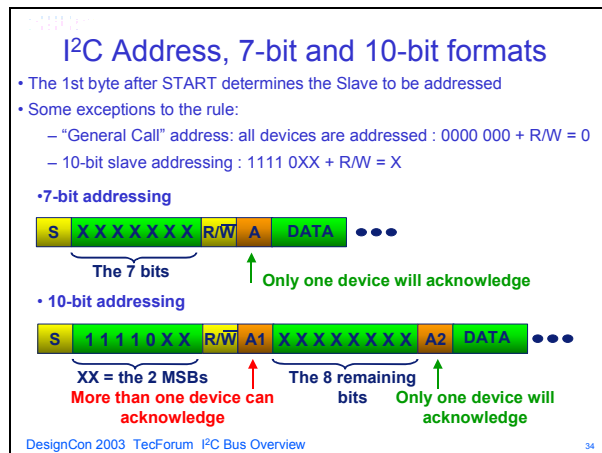 I²C Address, 7-bit and 10-bit formats
• The 1st byte after START determines the Slave to be addressed
• Some exceptions to the rule:
– “General Call” address: all devices are addressed : 0000 000 + R/W = 0
– 10-bit slave addressing : 1111 0XX + R/W = X
•7-bit addressing
S X X X X X X X R/W̅ A DATA ●●●
The 7 bits
Only one device will acknowledge
• 10-bit addressing
S 1 1 1 1 0 X X R/W̅ A1 X X X X X X X X A2 DATA ●●●
XX = the 2 MSBs The 8 remaining
bits
More than one device can
acknowledge
Only one device will
acknowledge
DesignCon 2003 TecForum I²C Bus Overview 34